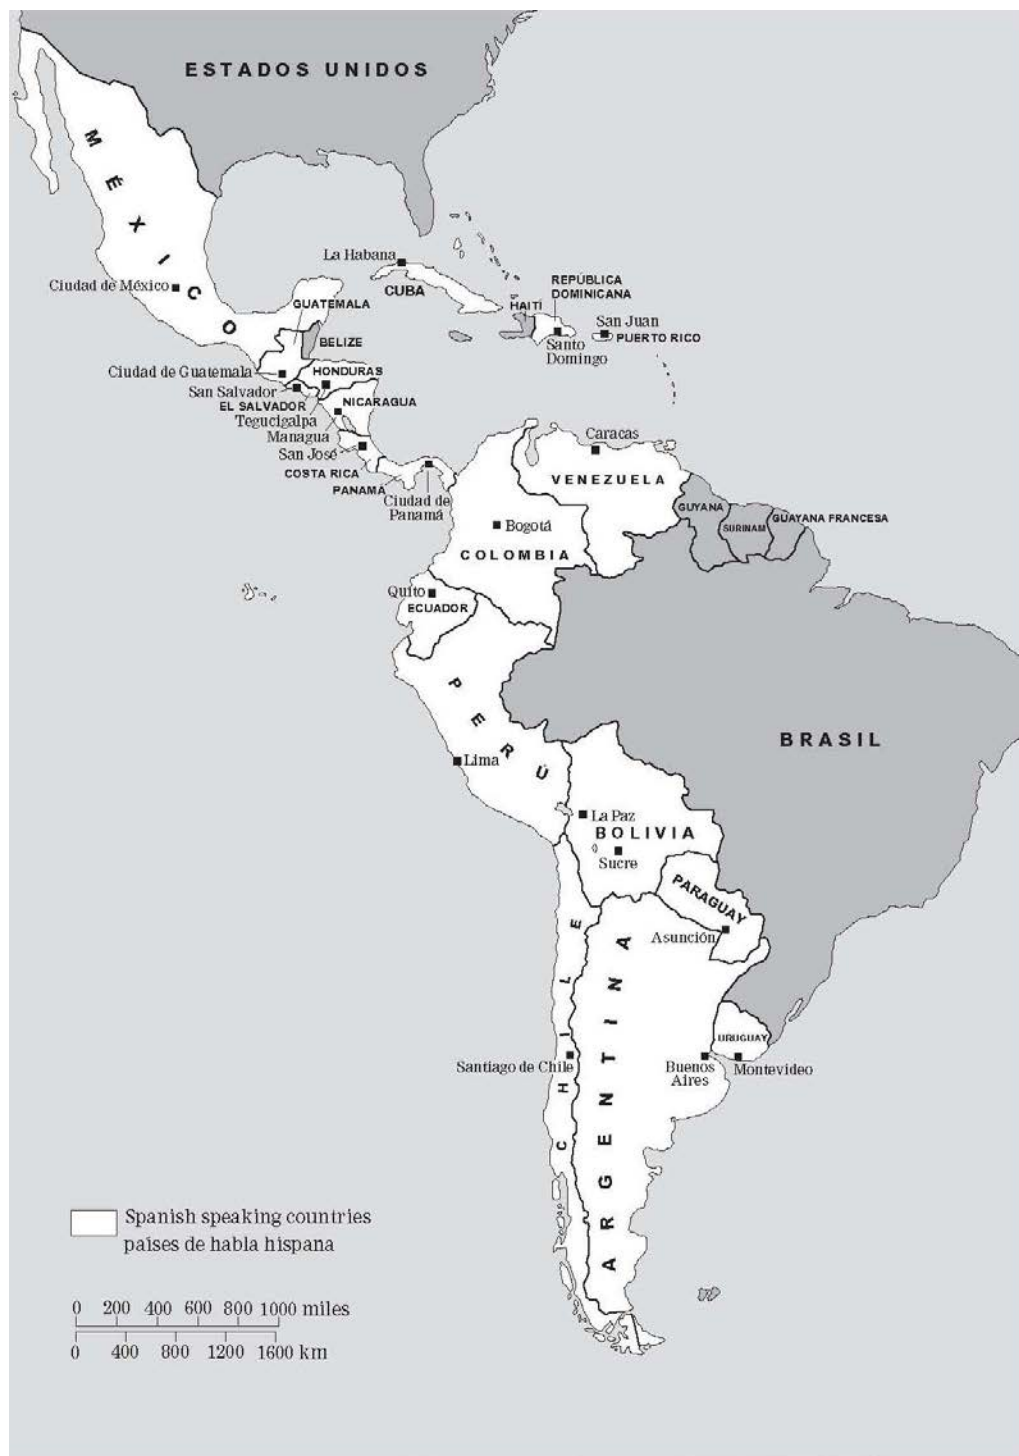 ESTADOS UNIDOS
MÉXICO
La Habana
Ciudad de México
CUBA
REPÚBLICA
DOMINICANA
GUATEMALA
HAITÍ
San Juan
PUERTO RICO
Santo
Domingo
BELIZE
Ciudad de Guatemala
HONDURAS
San Salvador
EL SALVADOR
NICARAGUA
Tegucigalpa
Managua
San José
COSTA RICA
PANAMÁ
Ciudad de
Panamá
Caracas
VENEZUELA
GUYANA
SURINAM
GUAYANA FRANCESA
Bogotá
COLOMBIA
Quito
ECUADOR
PERÚ
Lima
BRASIL
La Paz
BOLIVIA
Sucre
PARAGUAY
Asunción
CHILE
ARGENTINA
URUGUAY
Santiago de Chile
Buenos
Aires
Montevideo
Spanish speaking countries
países de habla hispana
0 200 400 600 800 1000 miles
0 400 800 1200 1600 km